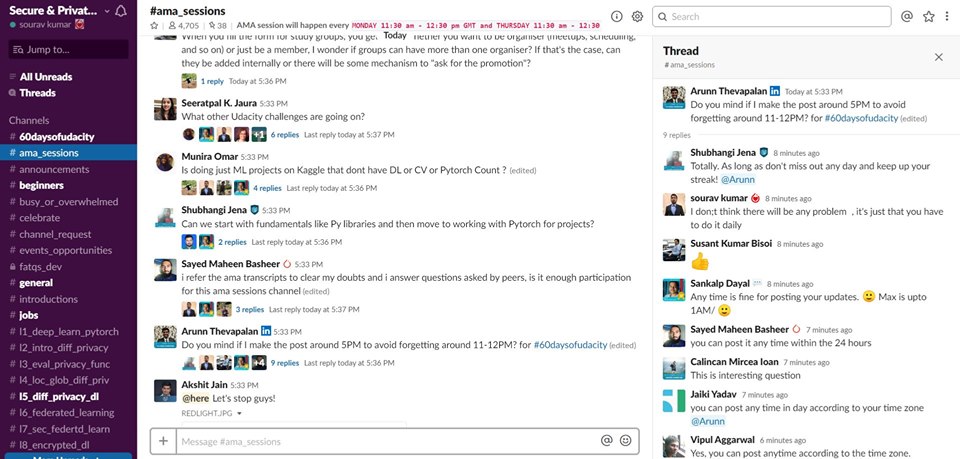 Secure & Privat...
sourav kumar
Jump to...
All Unreads
Threads
Channels
# 60daysofudacity
# ama_sessions
# announcements
# beginners
# busy_or_overwhelmed
# celebrate
# channel_request
# events_opportunities
fatqs_dev
# general
# introductions
# jobs
# l1_deep_learn_pytorch
# l2_intro_diff_privacy
# l3_eval_privacy_func
# l4_loc_glob_diff_priv
# l5_diff_privacy_dl
# l6_federated_learning
# l7_sec_federtd_learn
# l8_encrypted_dl
#ama_sessions
4,705 | 38 | AMA session will happen every MONDAY 11:30 am - 12:30 pm GMT and THURSDAY 11:30 am - 12:30
Search
Today
When you fill the form for study groups, you ge. nether you want to be organiser (meetups, scheduling,
and so on) or just be a member, I wonder if groups can have more than one organiser? If that's the case, can
they be added internally or there will be some mechanism to "ask for the promotion"?
1 reply Today at 5:36 PM
Seeratpal K. Jaura 5:33 PM
What other Udacity challenges are going on?
+1 6 replies Last reply today at 5:37 PM
Munira Omar 5:33 PM
Is doing just ML projects on Kaggle that dont have DL or CV or Pytorch Count ? (edited)
4 replies Last reply today at 5:36 PM
Shubhangi Jena 5:33 PM
Can we start with fundamentals like Py libraries and then move to working with Pytorch for projects?
2 replies Last reply today at 5:36 PM
Sayed Maheen Basheer 5:33 PM
i refer the ama transcripts to clear my doubts and i answer questions asked by peers, is it enough participation
for this ama sessions channel (edited)
3 replies Last reply today at 5:37 PM
Arunn Thevapalan in 5:33 PM
Do you mind if I make the post around 5PM to avoid forgetting around 11-12PM? for #60daysofudacity (edited)
+4 9 replies Last reply today at 5:36 PM
Akshit Jain 5:33 PM
@here Let's stop guys!
REDLIGHT.JPG
Message #ama_sessions
Thread
# ama_sessions
Arunn Thevapalan in Today at 5:33 PM
Do you mind if I make the post around 5PM to avoid
forgetting around 11-12PM? for #60daysofudacity (edited)
9 replies
Shubhangi Jena 8 minutes ago
Totally. As long as don't miss out any day and keep up your
streak! @Arunn
sourav kumar 8 minutes ago
I don;t think there will be any problem , it's just that you have
to do it daily
Susant Kumar Bisoi 8 minutes ago
Sankalp Dayal 8 minutes ago
Any time is fine for posting your updates. Max is upto
1AM/
Sayed Maheen Basheer 7 minutes ago
you can post it any time within the 24 hours
Calincan Mircea Ioan 7 minutes ago
This is interesting question
Jaiki Yadav 7 minutes ago
you can post any time in day according to your time zone
@Arunn
Vipul Aggarwal 6 minutes ago
Yes, you can post anytime according to the time zone.